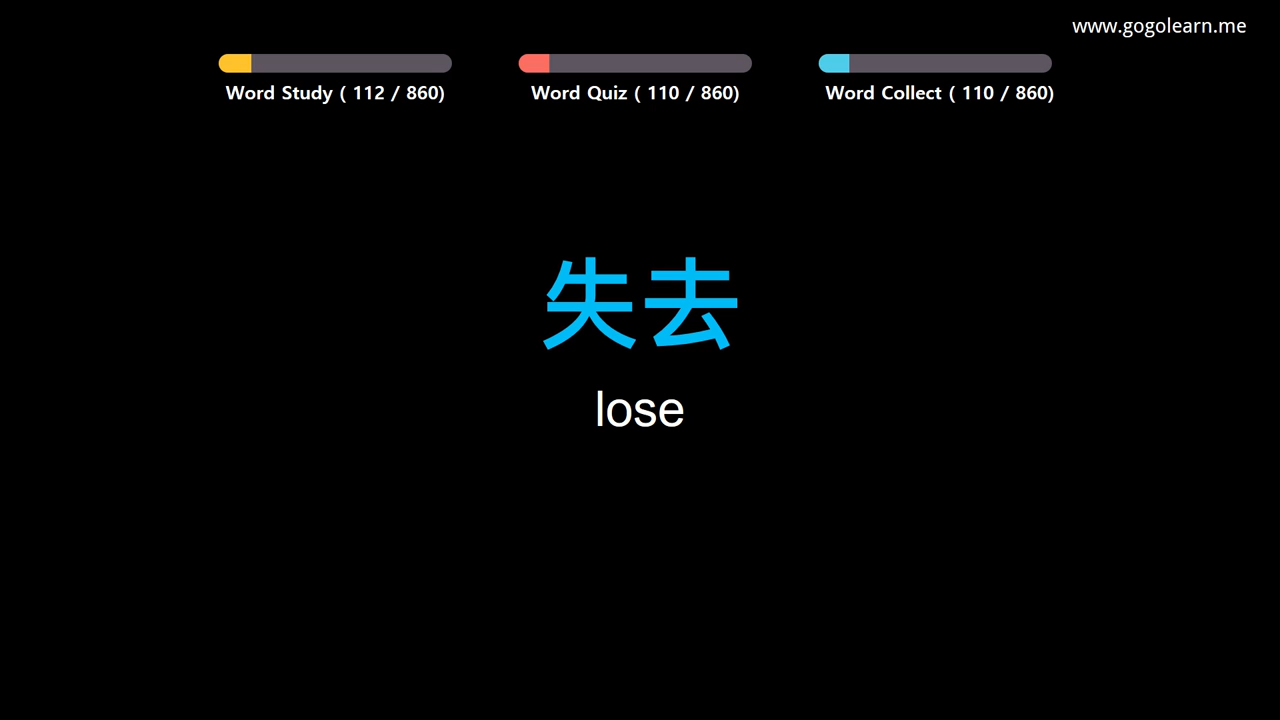 www.gogolearn.me
Word Study ( 112 / 860)
Word Quiz ( 110 / 860)
Word Collect ( 110 / 860)
失去
lose